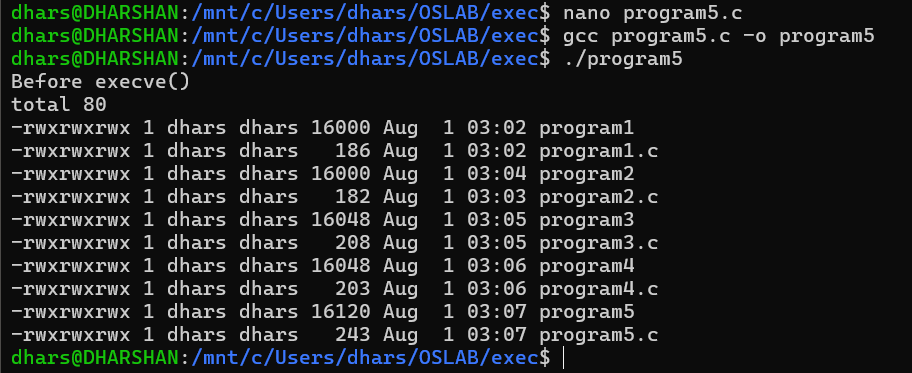 dhars@DHARSHAN:/mnt/c/Users/dhars/OSLAB/exec$ nano program5.c
dhars@DHARSHAN:/mnt/c/Users/dhars/OSLAB/exec$ gcc program5.c -o program5
dhars@DHARSHAN:/mnt/c/Users/dhars/OSLAB/exec$ ./program5
Before execve()
total 80
-rwxrwxrwx 1 dhars dhars 16000 Aug  1 03:02 program1
-rwxrwxrwx 1 dhars dhars   186 Aug  1 03:02 program1.c
-rwxrwxrwx 1 dhars dhars 16000 Aug  1 03:04 program2
-rwxrwxrwx 1 dhars dhars   182 Aug  1 03:03 program2.c
-rwxrwxrwx 1 dhars dhars 16048 Aug  1 03:05 program3
-rwxrwxrwx 1 dhars dhars   208 Aug  1 03:05 program3.c
-rwxrwxrwx 1 dhars dhars 16048 Aug  1 03:06 program4
-rwxrwxrwx 1 dhars dhars   203 Aug  1 03:06 program4.c
-rwxrwxrwx 1 dhars dhars 16120 Aug  1 03:07 program5
-rwxrwxrwx 1 dhars dhars   243 Aug  1 03:07 program5.c
dhars@DHARSHAN:/mnt/c/Users/dhars/OSLAB/exec$